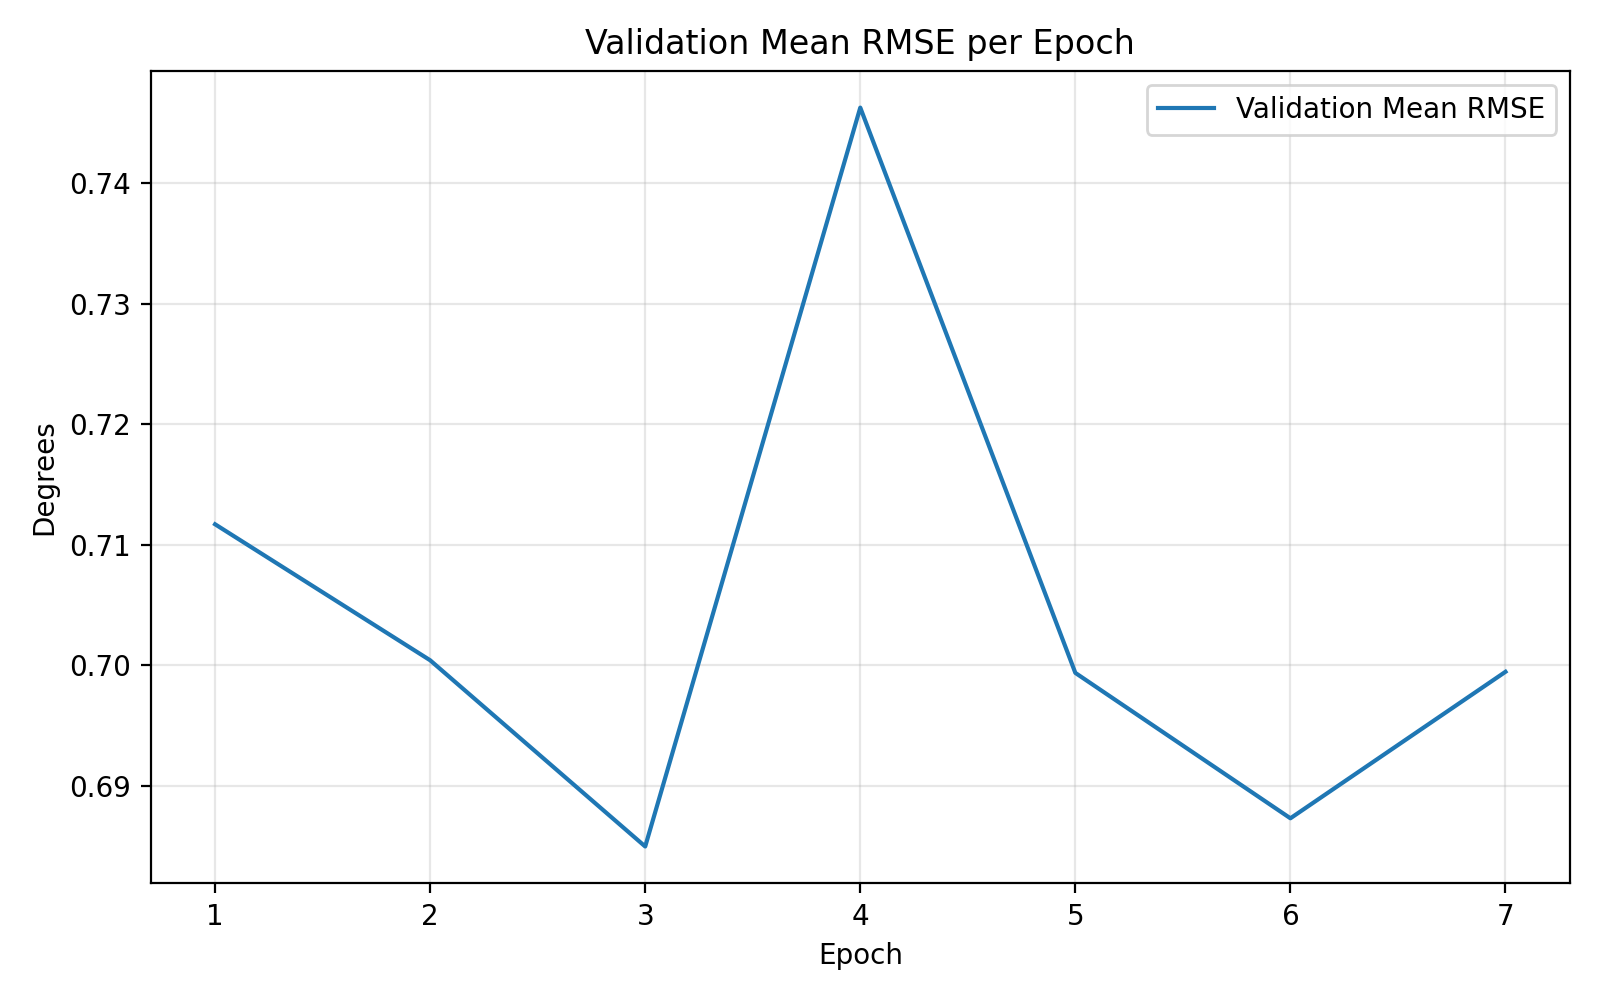 Validation Mean RMSE per Epoch
Validation Mean RMSE
0.74
0.73
0.72
0.71
0.70
0.69
Degrees
1 2 3 4 5 6 7
Epoch